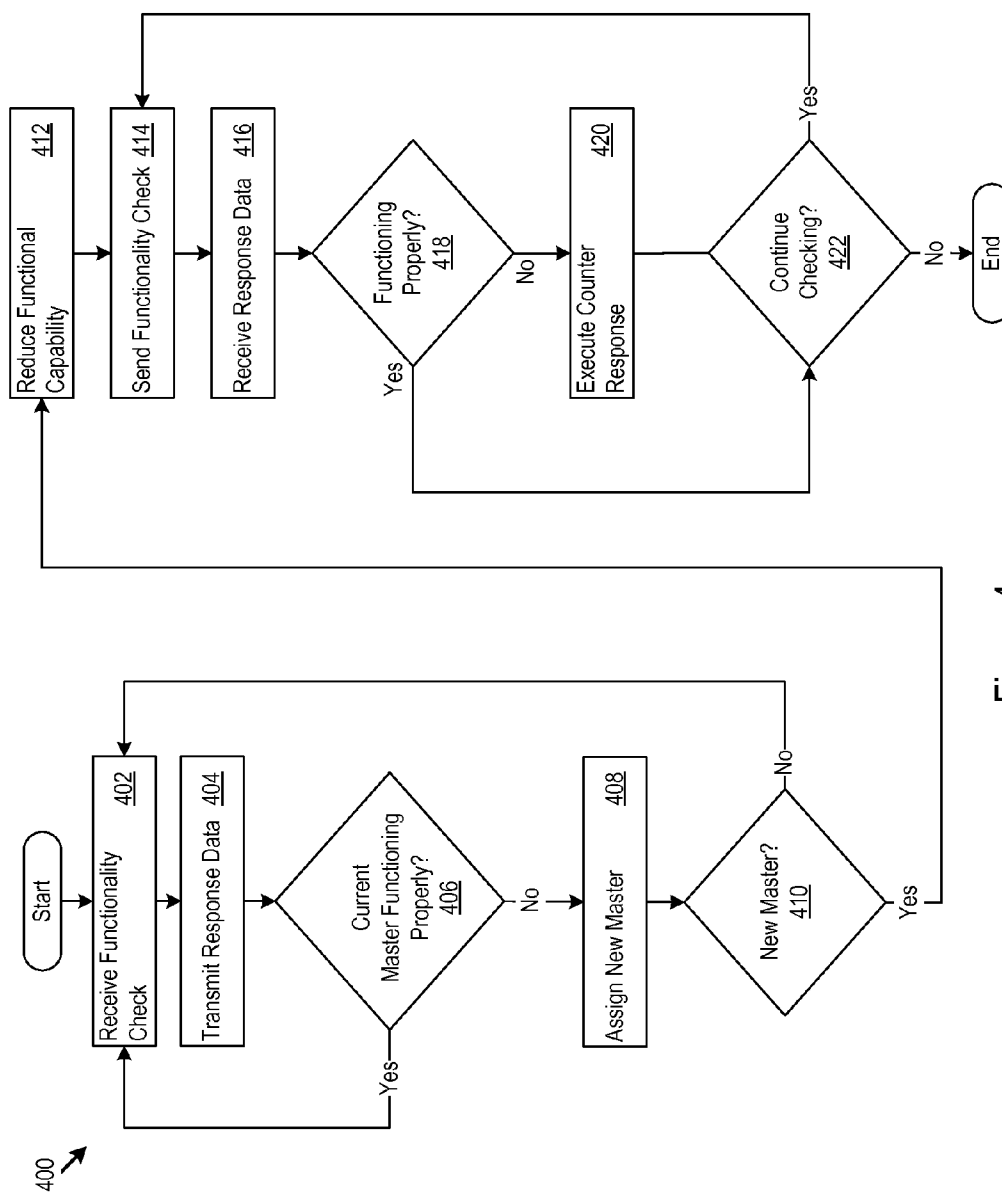 400
Start
Receive Functionality
Check
402
Transmit Response Data 404
Current
Master Functioning
Properly?
406
Yes
No
Assign New Master 408
New Master?
410
No
Yes
Reduce Functional
Capability
412
Send Functionality Check 414
Receive Response Data 416
Functioning
Properly?
418
Yes
No
Execute Counter
Response
420
Continue
Checking?
422
Yes
No
End